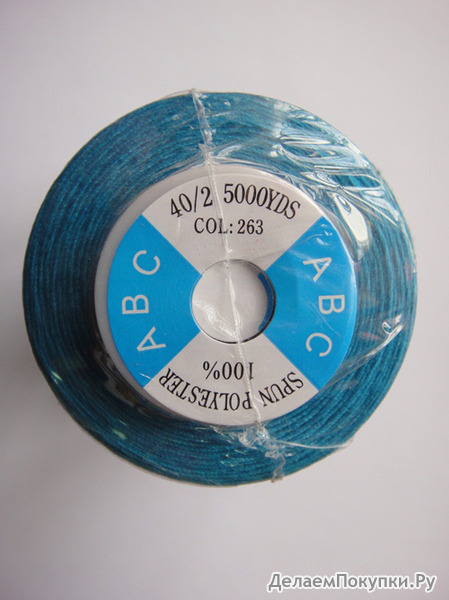 40/2 5000YDS
COL:263
ABC
ABC
100%
SPUN POLYESTER
ДелаемПокупки.Ру